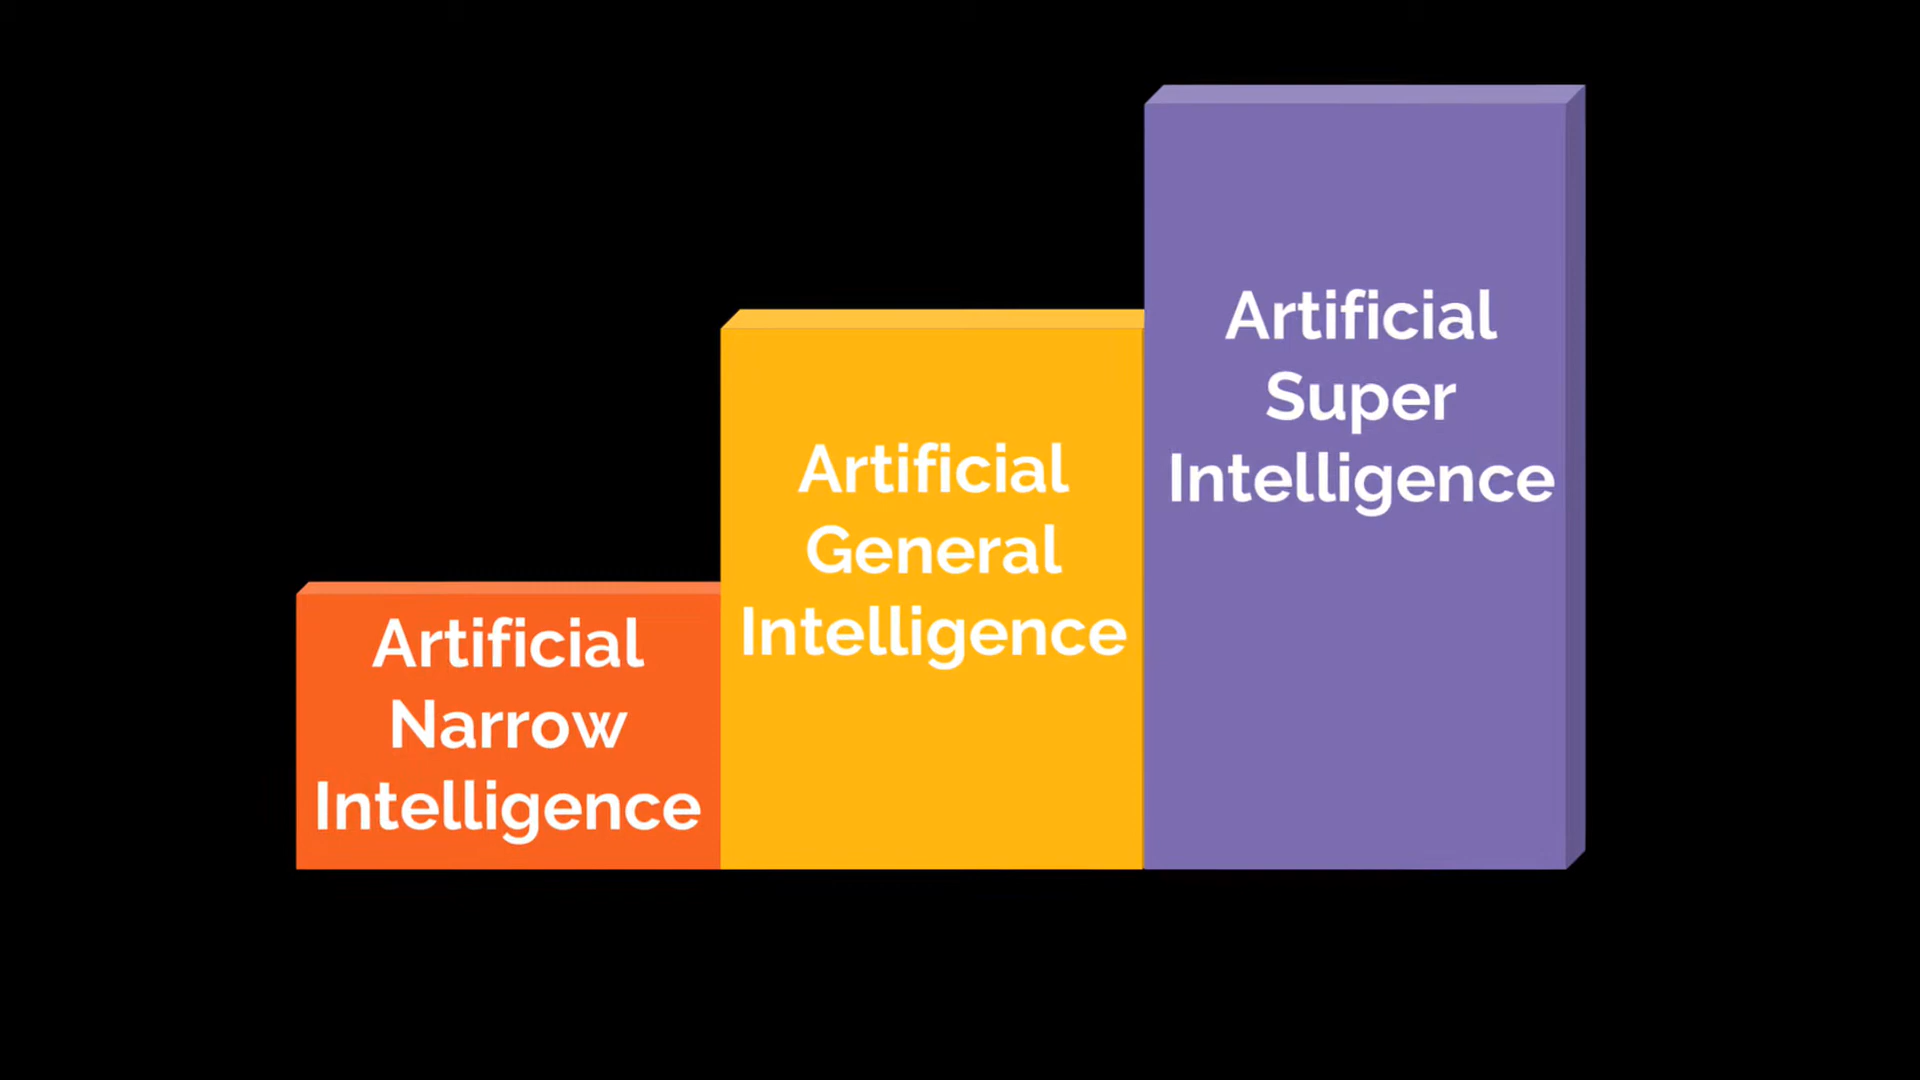 Artificial
Narrow
Intelligence
Artificial
General
Intelligence
Artificial
Super
Intelligence